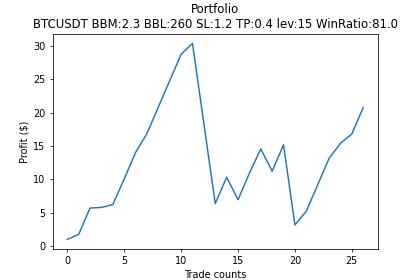 Portfolio
BTCUSDT BBM:2.3 BBL:260 SL:1.2 TP:0.4 lev:15 WinRatio:81.0
30
25
20
15
10
5
0
Profit ($)
0 5 10 15 20 25
Trade counts